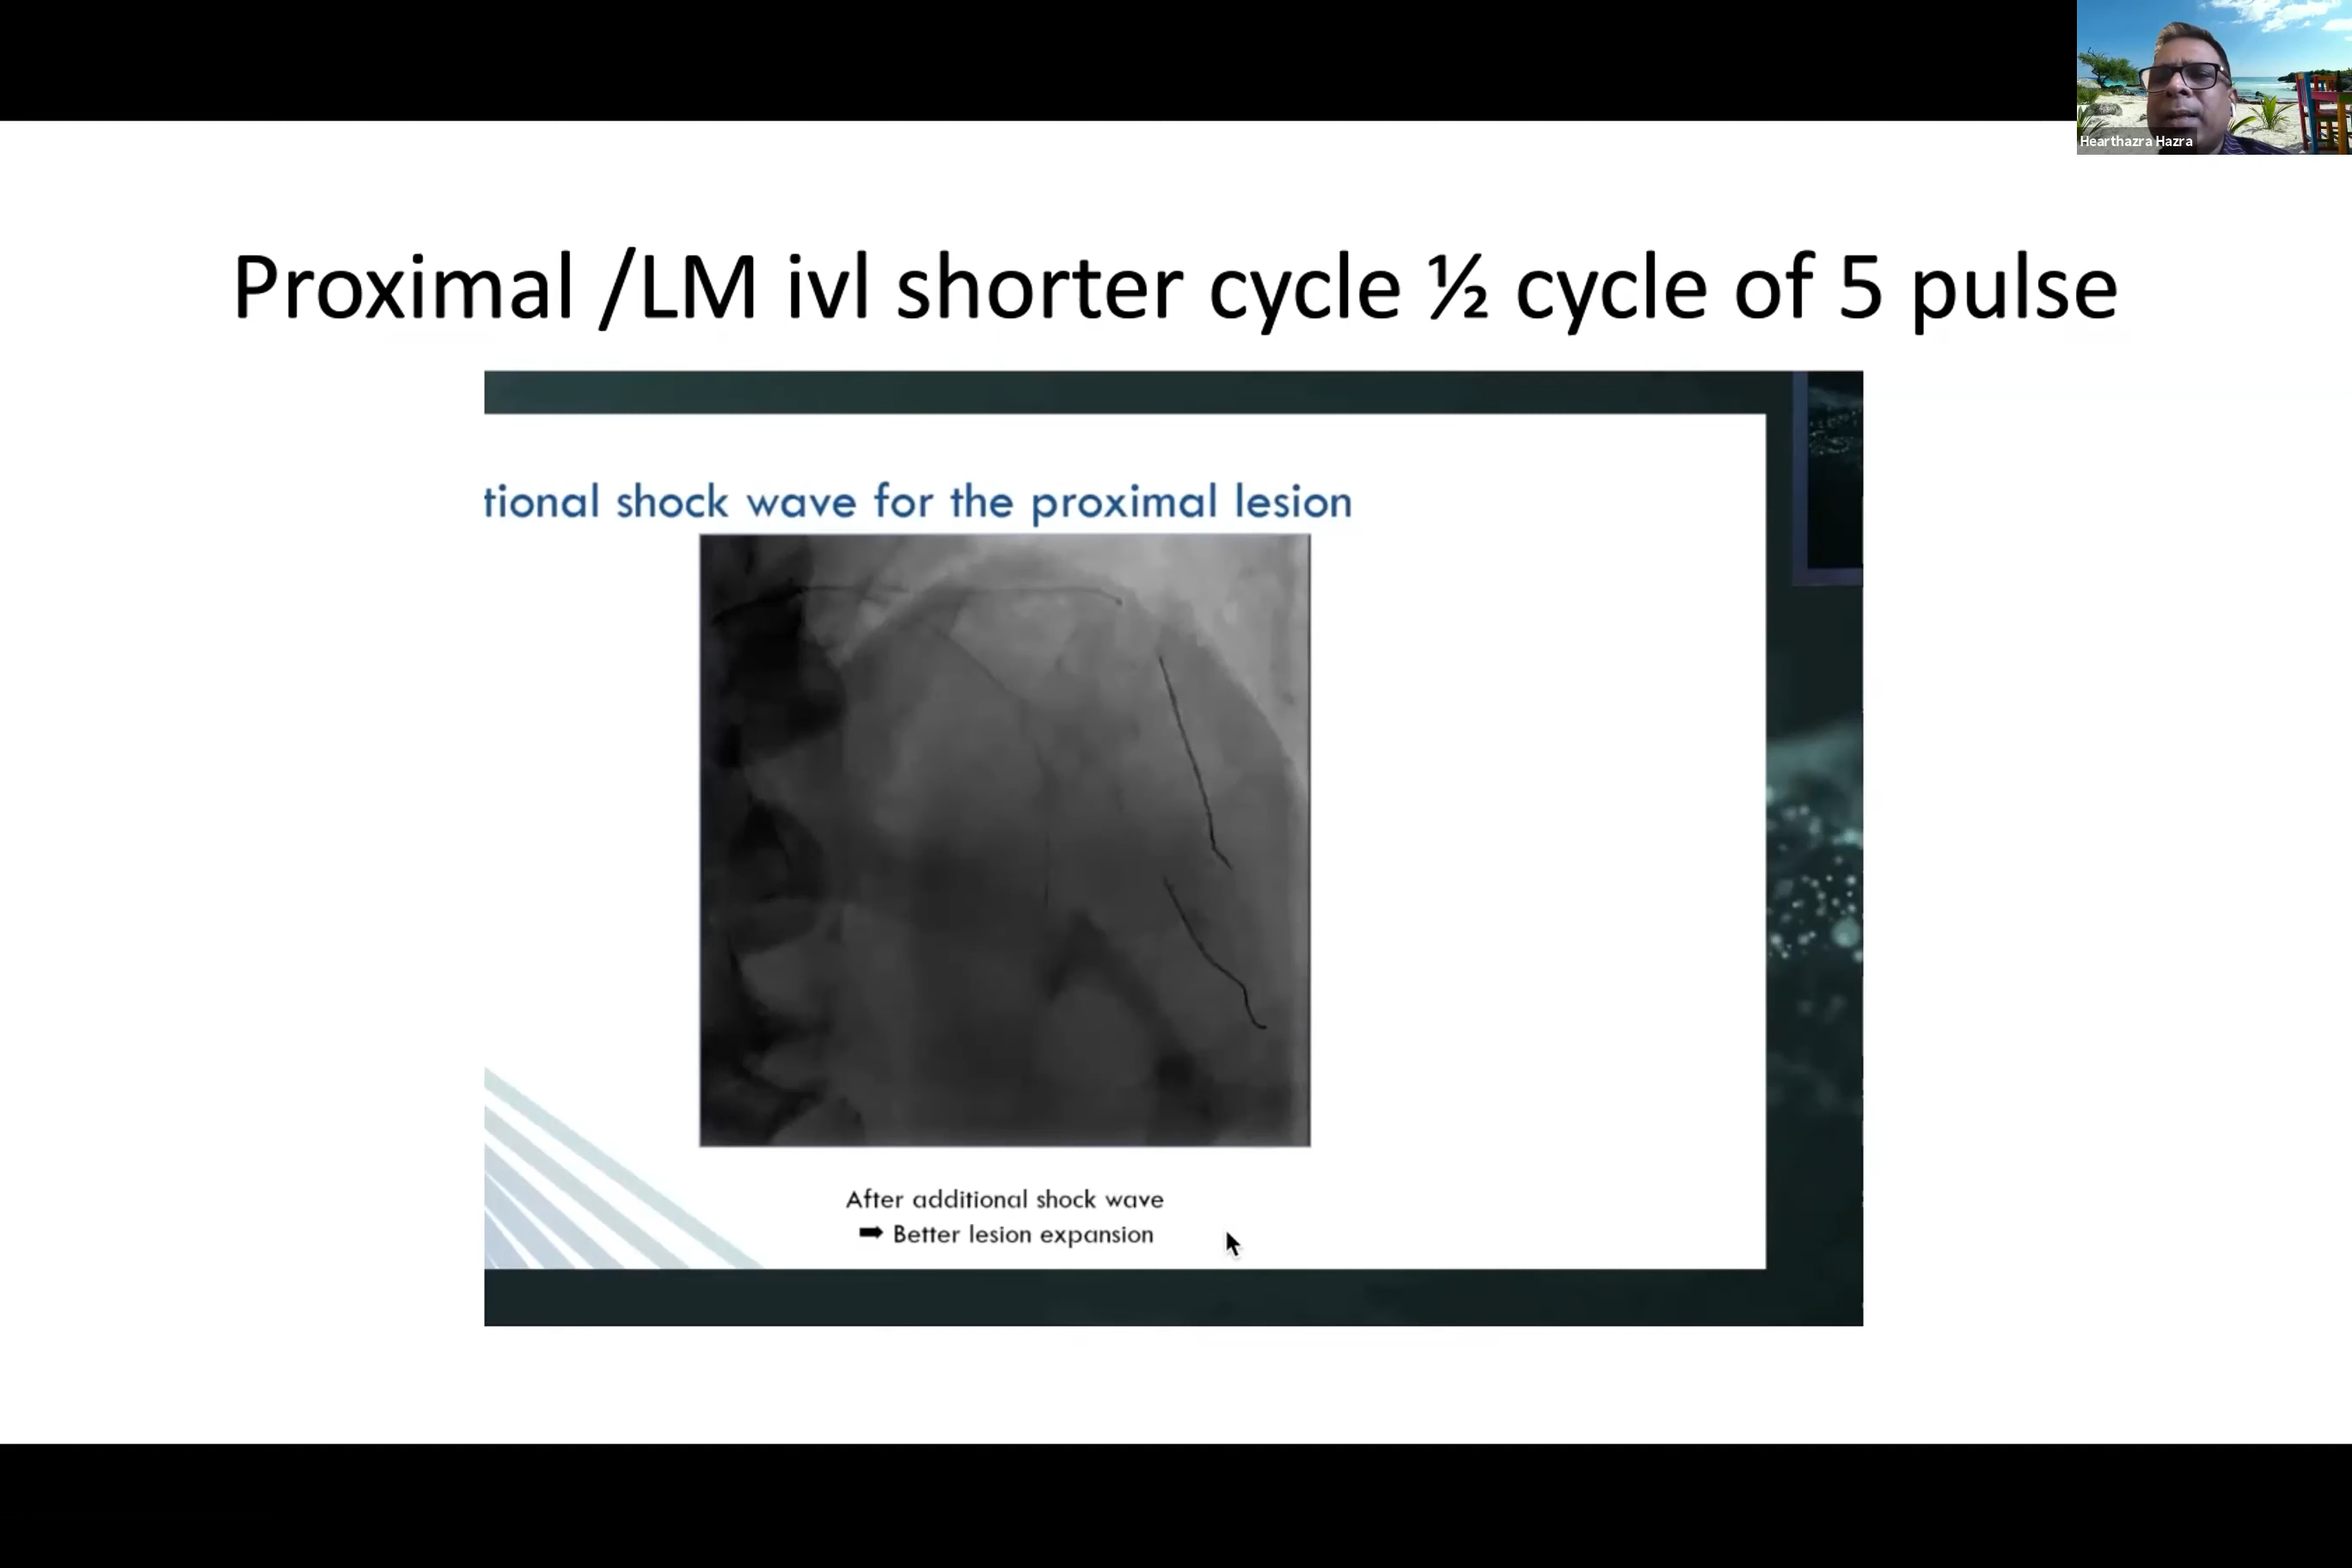 Hearthazra Hazra
Proximal /LM ivl shorter cycle ½ cycle of 5 pulse
tional shock wave for the proximal lesion
After additional shock wave
➡ Better lesion expansion